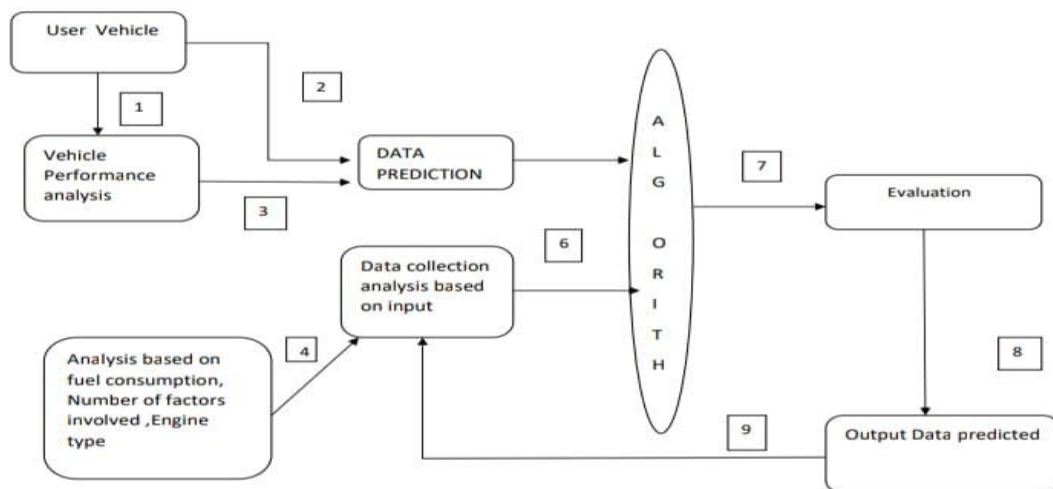 User Vehicle
1
2
Vehicle
Performance
analysis
3
DATA
PREDICTION
A
L
G
O
R
I
T
H
7
Evaluation
6
Data collection
analysis based
on input
4
Analysis based on
fuel consumption,
Number of factors
involved ,Engine
type
8
9
Output Data predicted